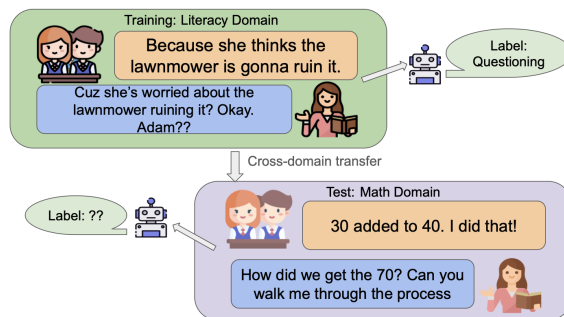 Training: Literacy Domain
Because she thinks the
lawnmower is gonna ruin it.
Label:
Questioning
Cuz she's worried about the
lawnmower ruining it? Okay.
Adam??
Cross-domain transfer
Test: Math Domain
Label: ??
30 added to 40. I did that!
How did we get the 70? Can you
walk me through the process